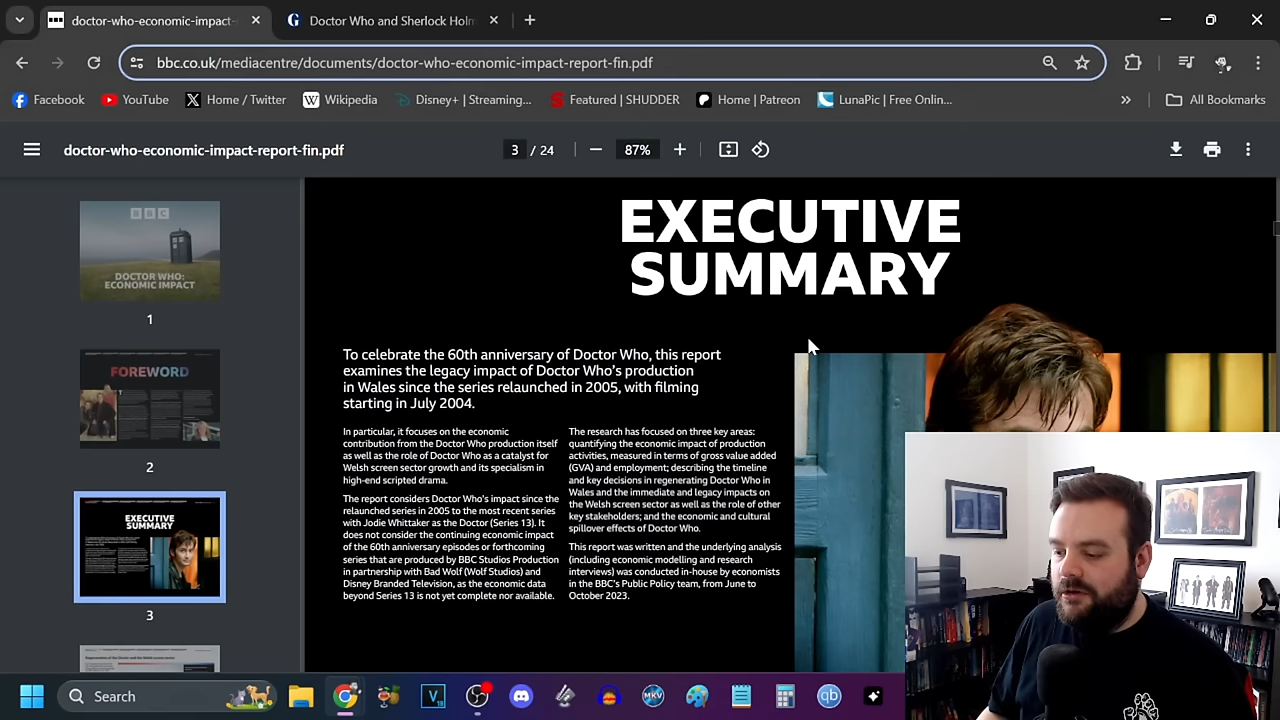 doctor-who-economic-impact-
Doctor Who and Sherlock Holm
bbc.co.uk/mediacentre/documents/doctor-who-economic-impact-report-fin.pdf
Facebook
YouTube
Home / Twitter
Wikipedia
Disney+ | Streaming...
Featured | SHUDDER
Home | Patreon
LunaPic | Free Onlin...
All Bookmarks
doctor-who-economic-impact-report-fin.pdf
3 / 24
87%
BBC
DOCTOR WHO:
ECONOMIC IMPACT
1
FOREWORD
2
EXECUTIVE
SUMMARY
3
EXECUTIVE
SUMMARY
To celebrate the 60th anniversary of Doctor Who, this report
examines the legacy impact of Doctor Who's production
in Wales since the series relaunched in 2005, with filming
starting in July 2004.
In particular, it focuses on the economic
contribution from the Doctor Who production itself
as well as the role of Doctor Who as a catalyst for
Welsh screen sector growth and its specialism in
high-end scripted drama.
The report considers Doctor Who's impact since the
relaunched series in 2005 to the most recent series
with Jodie Whittaker as the Doctor (Series 13). It
does not consider the continuing economic impact
of the 60th anniversary episodes or forthcoming
series that are produced by BBC Studios Production
in partnership with Bad Wolf (Wolf Studios) and
Disney Branded Television, as the economic data
beyond Series 13 is not yet complete nor available.
The research has focused on three key areas:
quantifying the economic impact of production
activities, measured in terms of gross value added
(GVA) and employment; describing the timeline
and key decisions in regenerating Doctor Who in
Wales and the immediate and legacy impacts on
the Welsh screen sector as well as the role of other
key stakeholders; and the economic and cultural
spillover effects of Doctor Who.
This report was written and the underlying analysis
(including economic modelling and research
interviews) was conducted in-house by economists
in the BBC's Public Policy team, from June to
October 2023.
Search